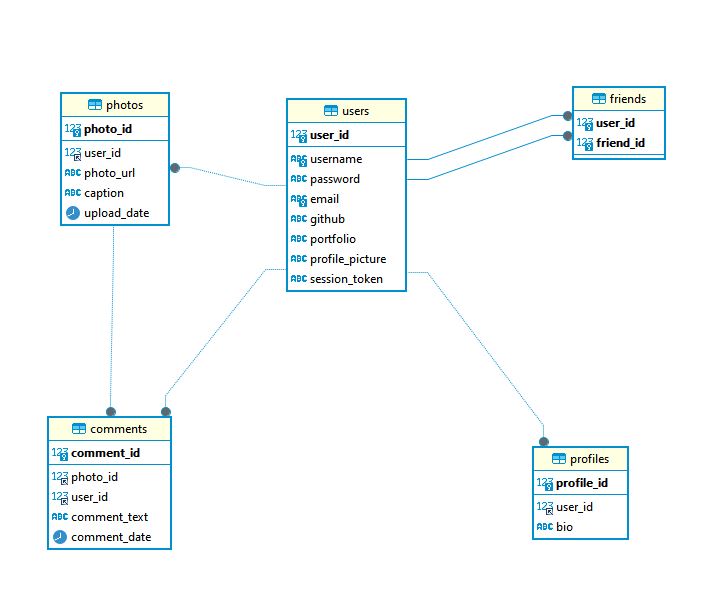 photos
123 photo_id
123 user_id
ABC photo_url
ABC caption
upload_date
users
123 user_id
ABC username
ABC password
ABC email
ABC github
ABC portfolio
ABC profile_picture
ABC session_token
friends
123 user_id
123 friend_id
comments
123 comment_id
123 photo_id
123 user_id
ABC comment_text
comment_date
profiles
123 profile_id
123 user_id
ABC bio